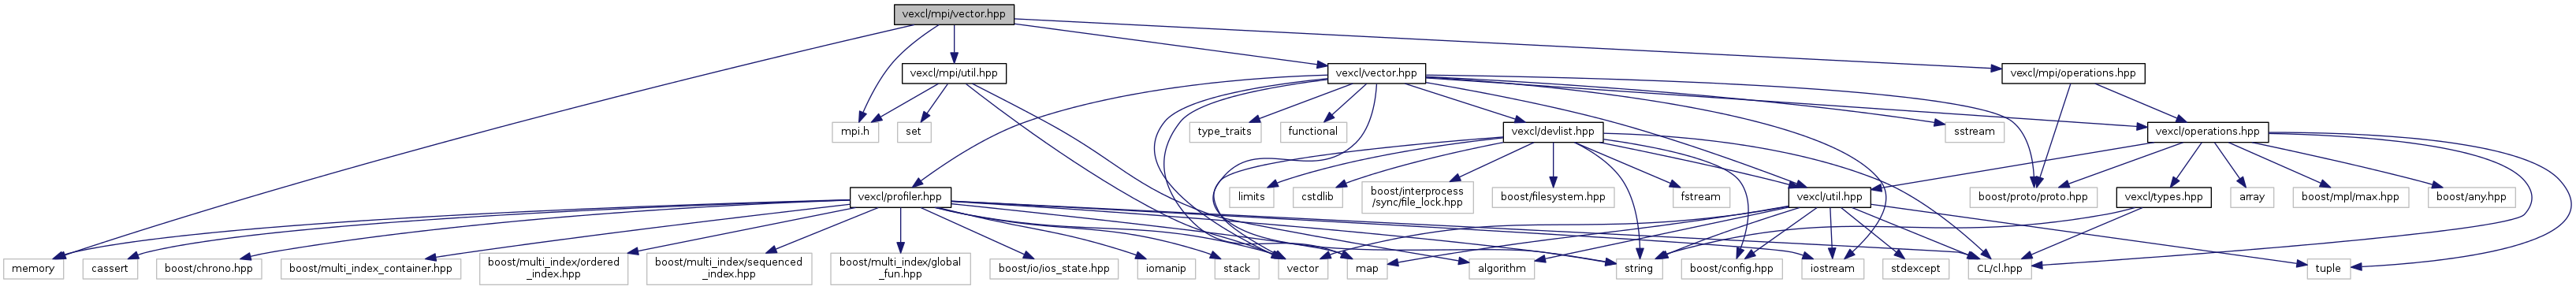 vexcl/mpi/vector.hpp
vexcl/mpi/util.hpp
vexcl/vector.hpp
vexcl/mpi/operations.hpp
mpi.h
set
type_traits
functional
vexcl/devlist.hpp
sstream
vexcl/operations.hpp
vexcl/profiler.hpp
limits
cstdlib
boost/interprocess
/sync/file_lock.hpp
boost/filesystem.hpp
fstream
vexcl/util.hpp
boost/proto/proto.hpp
vexcl/types.hpp
array
boost/mpl/max.hpp
boost/any.hpp
memory
cassert
boost/chrono.hpp
boost/multi_index_container.hpp
boost/multi_index/ordered
_index.hpp
boost/multi_index/sequenced
_index.hpp
boost/multi_index/global
_fun.hpp
boost/io/ios_state.hpp
iomanip
stack
vector
map
algorithm
string
boost/config.hpp
iostream
stdexcept
CL/cl.hpp
tuple